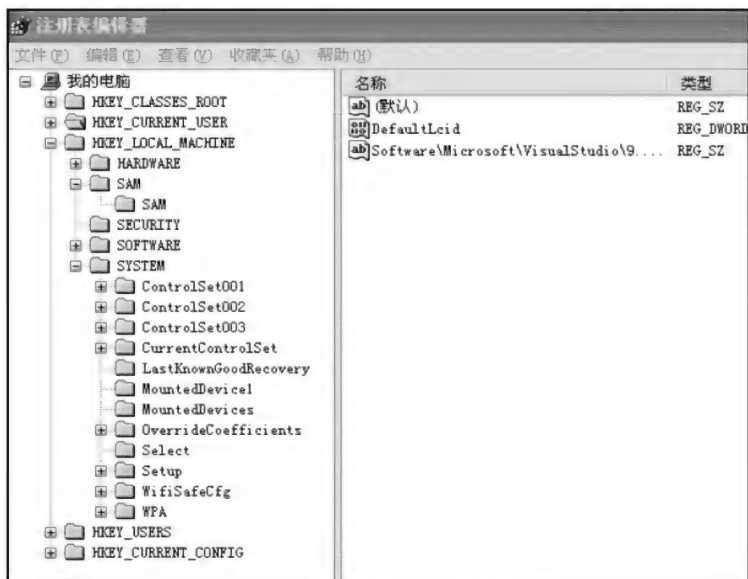 注册表编辑器
文件(F) 编辑(E) 查看(V) 收藏夹(A) 帮助(H)
我的电脑
HKEY_CLASSES_ROOT
HKEY_CURRENT_USER
HKEY_LOCAL_MACHINE
HARDWARE
SAM
SAM
SECURITY
SOFTWARE
SYSTEM
ControlSet001
ControlSet002
ControlSet003
CurrentControlSet
LastKnownGoodRecovery
MountedDevice1
MountedDevices
OverrideCoefficients
Select
Setup
WifiSafeCfg
WPA
HKEY_USERS
HKEY_CURRENT_CONFIG
名称 类型
(默认) REG_SZ
DefaultLcid REG_DWORD
Software\Microsoft\VisualStudio\9.... REG_SZ